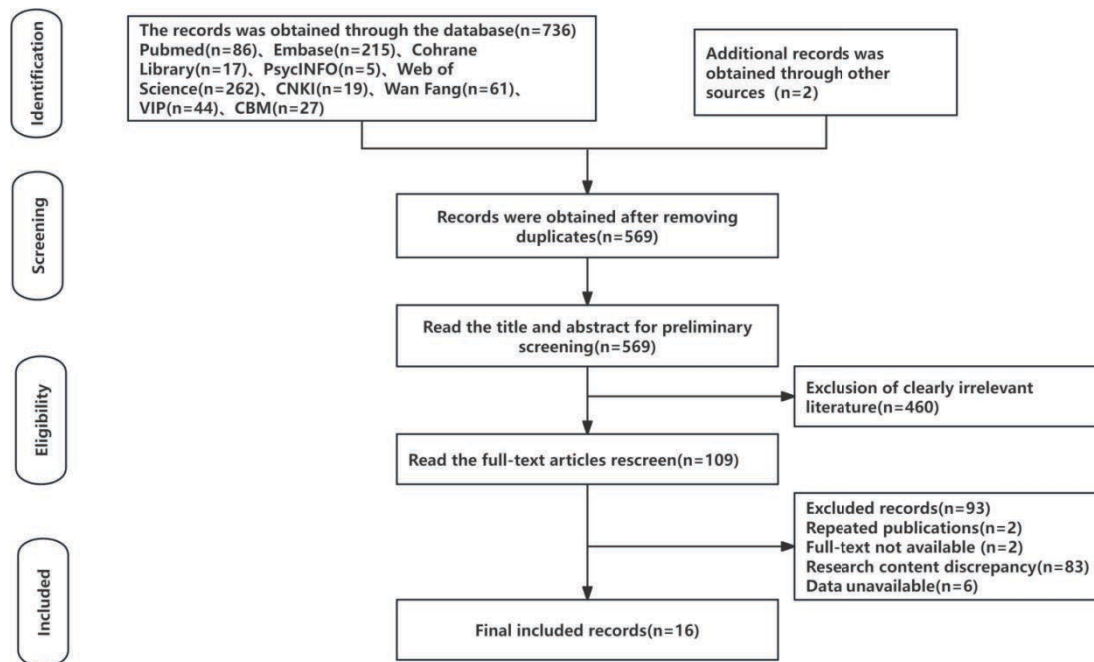 Identification
The records was obtained through the database(n=736)
Pubmed(n=86)、Embase(n=215)、Cohrane
Library(n=17)、PsycINFO(n=5)、Web of
Science(n=262)、CNKI(n=19)、Wan Fang(n=61)、
VIP(n=44)、CBM(n=27)
Additional records was
obtained through other
sources (n=2)
Screening
Records were obtained after removing
duplicates(n=569)
Read the title and abstract for preliminary
screening(n=569)
Eligibility
Exclusion of clearly irrelevant
literature(n=460)
Read the full-text articles rescreen(n=109)
Excluded records(n=93)
Repeated publications(n=2)
Full-text not available (n=2)
Research content discrepancy(n=83)
Data unavailable(n=6)
Included
Final included records(n=16)